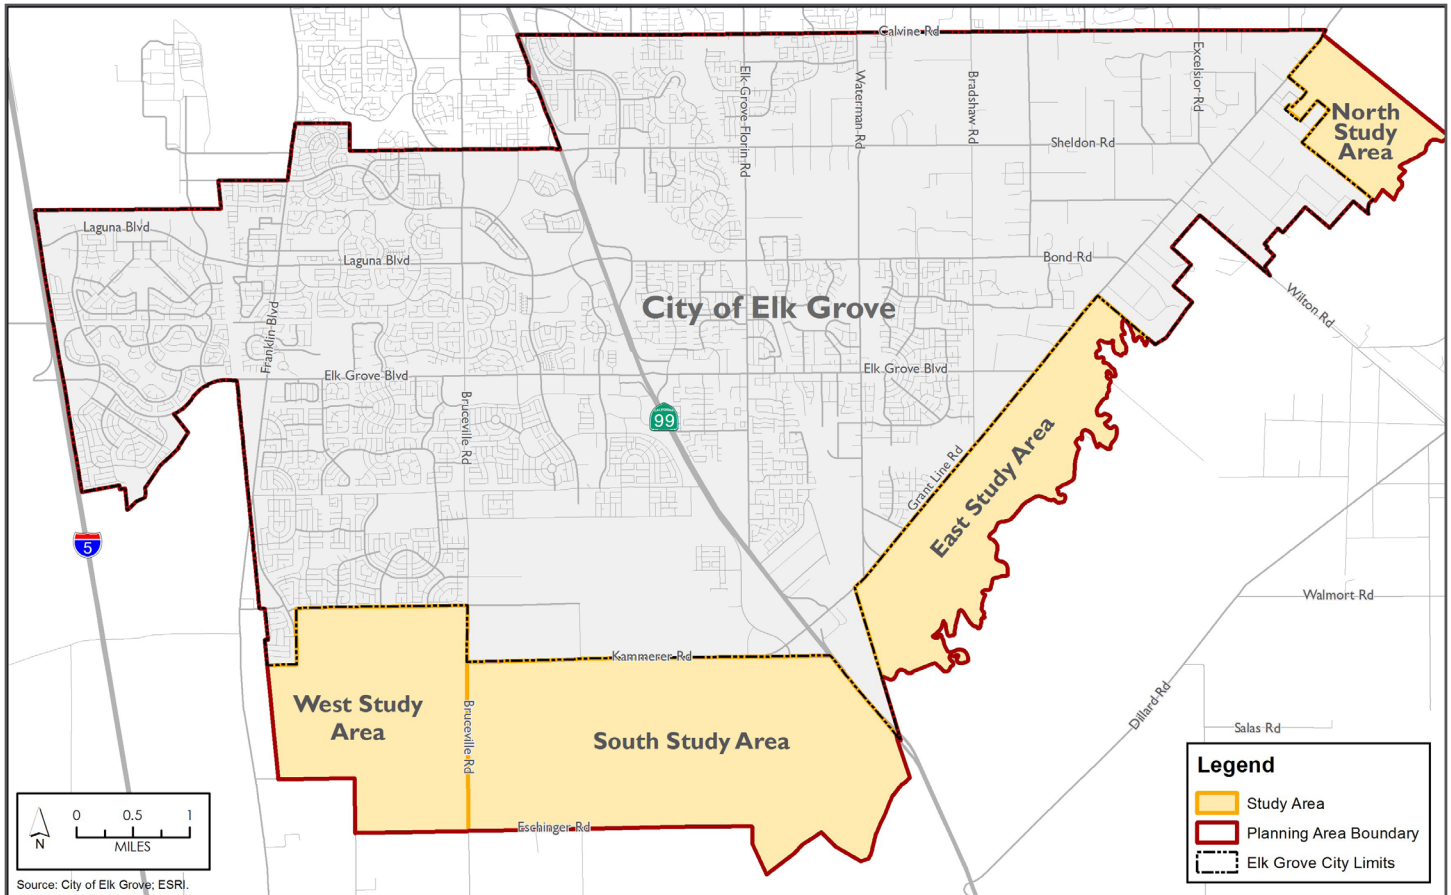 Calvine Rd
Elk-Grove-Florin-Rd
Waterman-Rd
Bradshaw Rd
Excelsior Rd
North
Study
Area
Sheldon Rd
Laguna Blvd
Laguna Blvd
Bond Rd
City of Elk Grove
Wilton Rd
Franklin Blvd
Elk Grove Blvd
Elk Grove Blvd
Bruceville Rd
CALIFORNIA
99
Grant Line Rd
East Study Area
5
Walmort Rd
Kammerer Rd
West Study
Area
Bruceville Rd
South Study Area
Dillard Rd
Salas Rd
Eschinger Rd
Legend
Study Area
Planning Area Boundary
Elk Grove City Limits
N
0 0.5 1
MILES
Source: City of Elk Grove; ESRI.